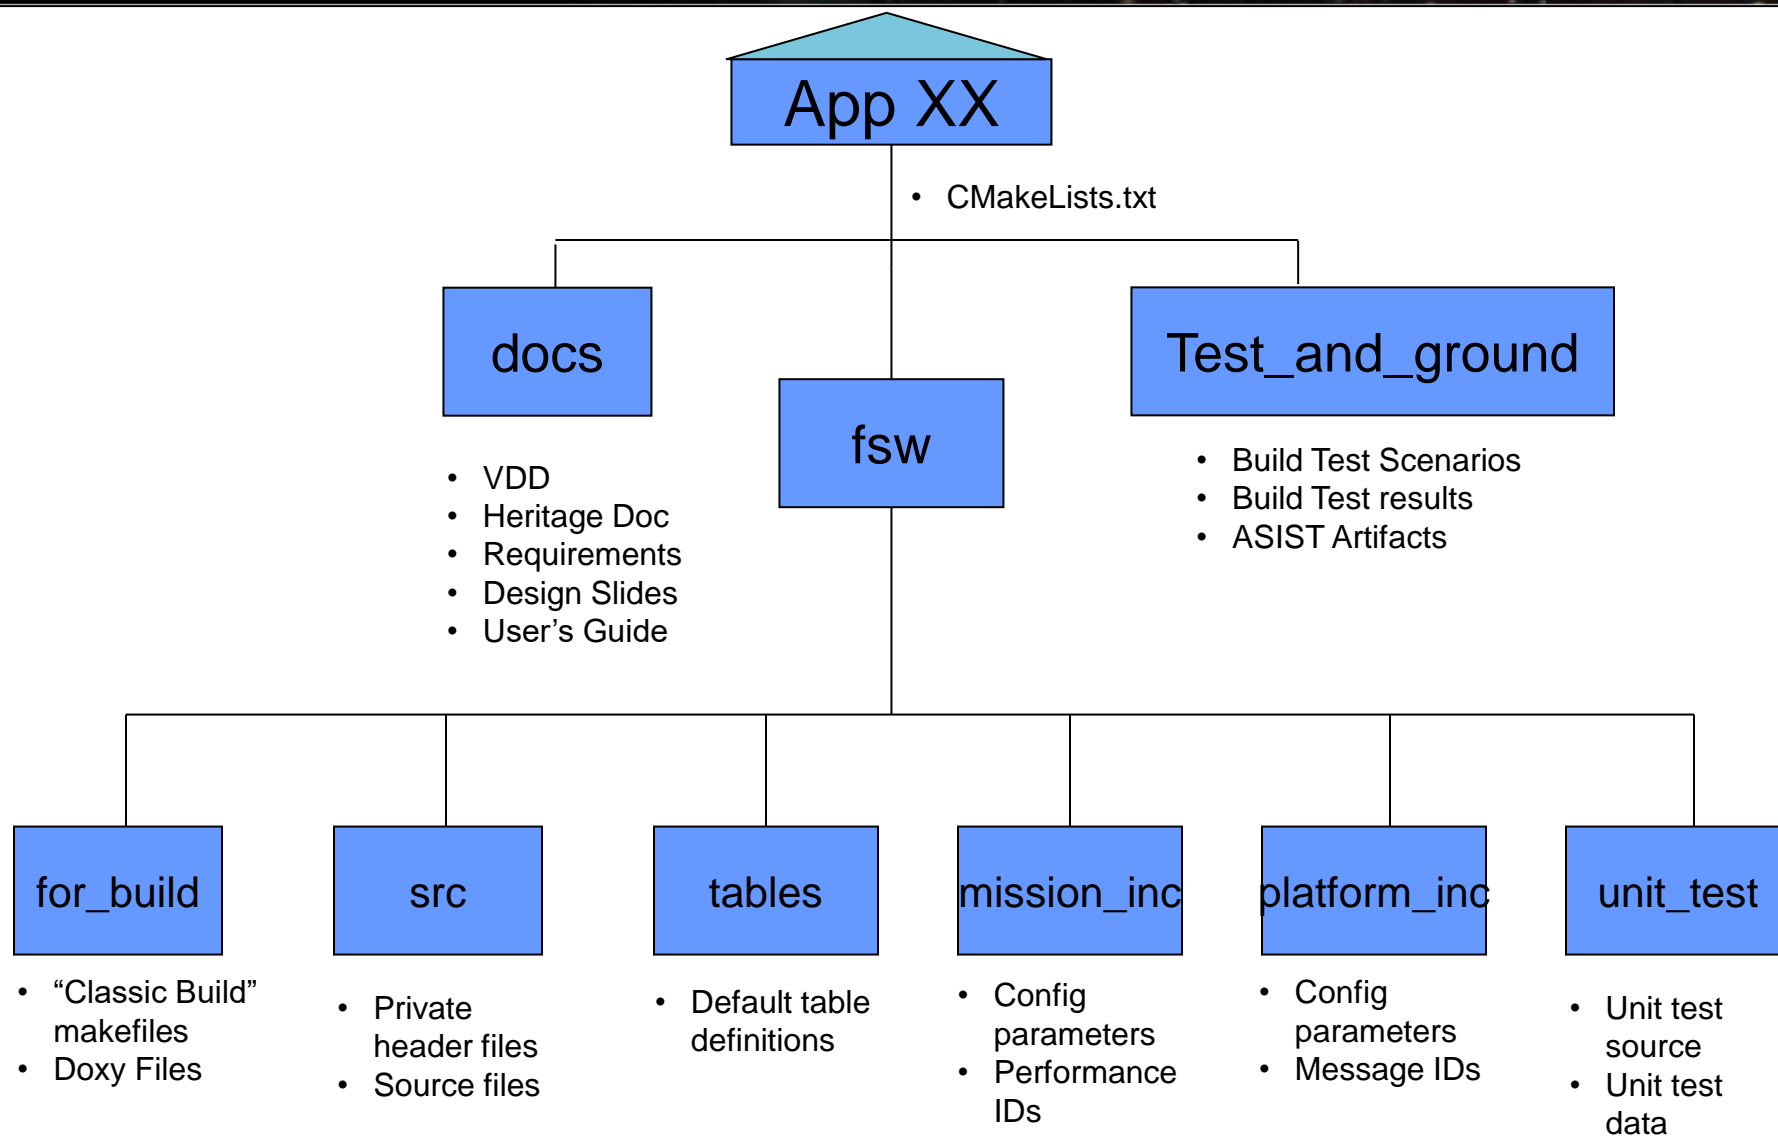 App XX
• CMakeLists.txt
docs
fsw
Test_and_ground
• VDD
• Heritage Doc
• Requirements
• Design Slides
• User’s Guide
• Build Test Scenarios
• Build Test results
• ASIST Artifacts
for_build
src
tables
mission_inc
platform_inc
unit_test
• “Classic Build”
makefiles
• Doxy Files
• Private
header files
• Source files
• Default table
definitions
• Config
parameters
• Performance
IDs
• Config
parameters
• Message IDs
• Unit test
source
• Unit test
data